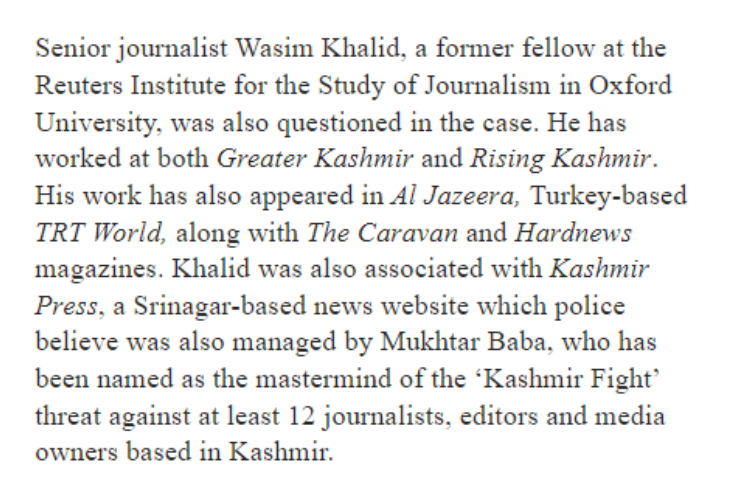 Senior journalist Wasim Khalid, a former fellow at the
Reuters Institute for the Study of Journalism in Oxford
University, was also questioned in the case. He has
worked at both Greater Kashmir and Rising Kashmir.
His work has also appeared in Al Jazeera, Turkey-based
TRT World, along with The Caravan and Hardnews
magazines. Khalid was also associated with Kashmir
Press, a Srinagar-based news website which police
believe was also managed by Mukhtar Baba, who has
been named as the mastermind of the ‘Kashmir Fight’
threat against at least 12 journalists, editors and media
owners based in Kashmir.